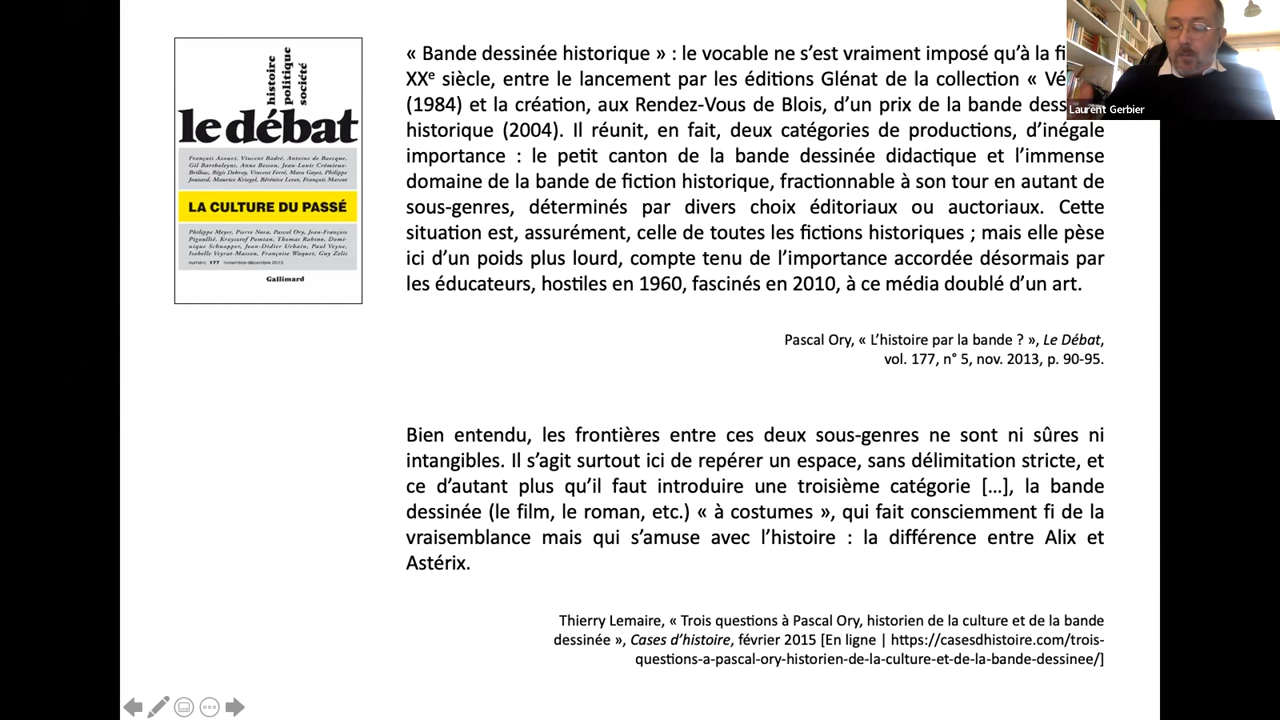 histoire
politique
société
le débat
François Azouvi, Vincent Badré, Antoine de Baecque,
Gil Bartholeyns, Anne Besson, Jean-Louis Crémieux-
Brilhac, Régis Debray, Vincent Ferré, Mara Goyet, Philippe
Joutard, Maurice Kriegel, Bérénice Levet, François Marcot
LA CULTURE DU PASSÉ
Philippe Meyer, Pierre Nora, Pascal Ory, Jean-François
Pigoullié, Krzysztof Pomian, Thomas Rabino, Domi-
nique Schnapper, Jean-Didier Urbain, Paul Veyne,
Isabelle Veyrat-Masson, Françoise Waquet, Guy Zelis
numéro 177 novembre-décembre 2013
Gallimard
« Bande dessinée historique » : le vocable ne s’est vraiment imposé qu’à la fi
XXe siècle, entre le lancement par les éditions Glénat de la collection « Vé
(1984) et la création, aux Rendez-Vous de Blois, d’un prix de la bande dess
historique (2004). Il réunit, en fait, deux catégories de productions, d’inégale
importance : le petit canton de la bande dessinée didactique et l’immense
domaine de la bande de fiction historique, fractionnable à son tour en autant de
sous-genres, déterminés par divers choix éditoriaux ou auctoriaux. Cette
situation est, assurément, celle de toutes les fictions historiques ; mais elle pèse
ici d’un poids plus lourd, compte tenu de l’importance accordée désormais par
les éducateurs, hostiles en 1960, fascinés en 2010, à ce média doublé d’un art.
Pascal Ory, « L’histoire par la bande ? », Le Débat,
vol. 177, n° 5, nov. 2013, p. 90-95.
Bien entendu, les frontières entre ces deux sous-genres ne sont ni sûres ni
intangibles. Il s’agit surtout ici de repérer un espace, sans délimitation stricte, et
ce d’autant plus qu’il faut introduire une troisième catégorie […], la bande
dessinée (le film, le roman, etc.) « à costumes », qui fait consciemment fi de la
vraisemblance mais qui s’amuse avec l’histoire : la différence entre Alix et
Astérix.
Thierry Lemaire, « Trois questions à Pascal Ory, historien de la culture et de la bande
dessinée », Cases d’histoire, février 2015 [En ligne | https://casesdhistoire.com/trois-
questions-a-pascal-ory-historien-de-la-culture-et-de-la-bande-dessinee/]
Laurent Gerbier